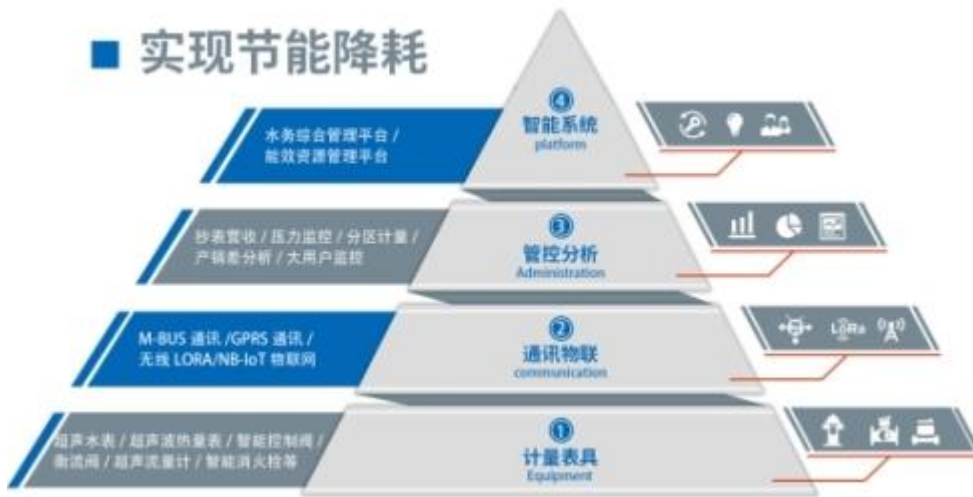 实现节能降耗
④
智能系统
platform
水务综合管理平台 /
能效资源管理平台
③
管控分析
Administration
抄表营收 / 压力监控 / 分区计量 /
产销差分析 / 大用户监控
②
通讯物联
communication
M-BUS 通讯 /GPRS 通讯 /
无线 LORA/NB-IoT 物联网
LoRa
①
计量表具
Equipment
超声水表 / 超声波热量表 / 智能控制阀 /
衡流阀 / 超声流量计 / 智能消火栓等